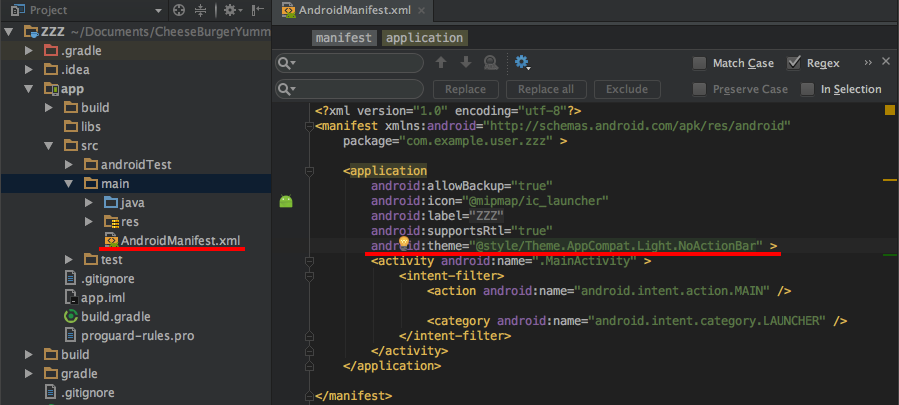 Project
ZZZ ~/Documents/CheeseBurgerYumm
.gradle
.idea
app
build
libs
src
androidTest
main
java
res
AndroidManifest.xml
test
.gitignore
app.iml
build.gradle
proguard-rules.pro
build
gradle
.gitignore
AndroidManifest.xml ×
manifest application
Match Case Regex »
Replace Replace all Exclude Preserve Case In Selection
<?xml version="1.0" encoding="utf-8"?>
<manifest xmlns:android="http://schemas.android.com/apk/res/android"
package="com.example.user.zzz" >
<application
android:allowBackup="true"
android:icon="@mipmap/ic_launcher"
android:label="ZZZ"
android:supportsRtl="true"
android:theme="@style/Theme.AppCompat.Light.NoActionBar" >
<activity android:name=".MainActivity" >
<intent-filter>
<action android:name="android.intent.action.MAIN" />
<category android:name="android.intent.category.LAUNCHER" />
</intent-filter>
</activity>
</application>
</manifest>